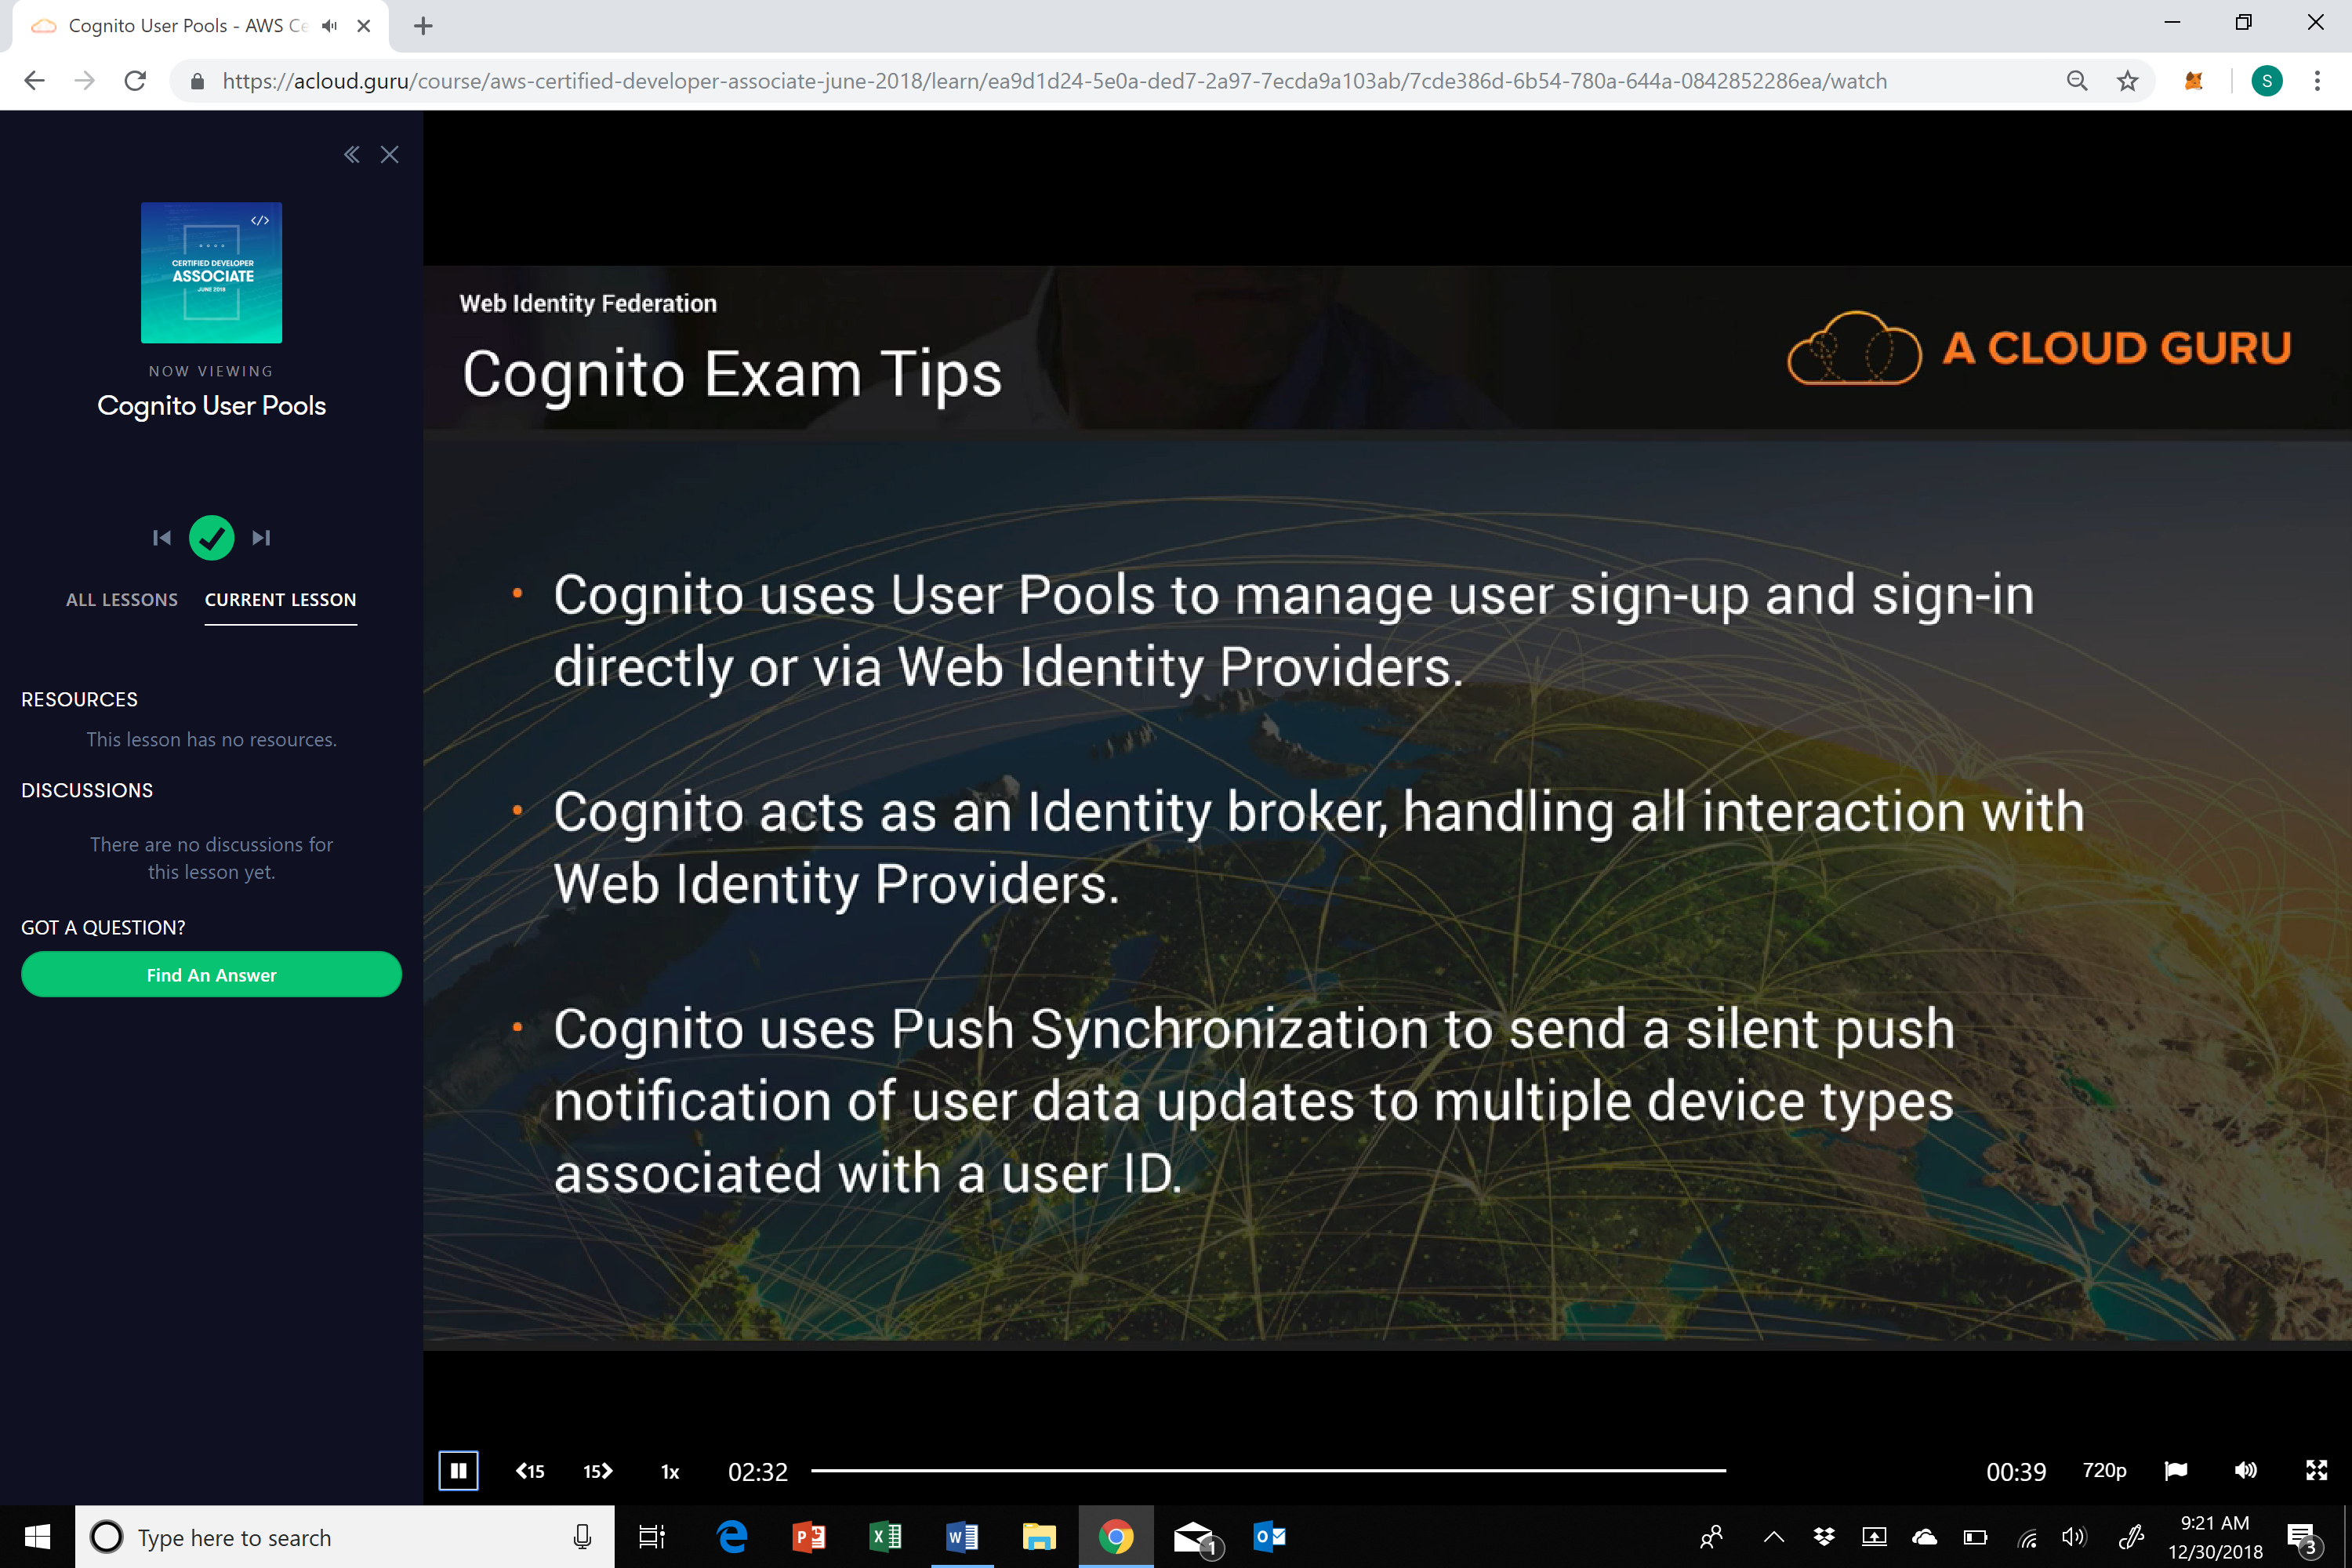 Cognito User Pools - AWS Ce
https://acloud.guru/course/aws-certified-developer-associate-june-2018/learn/ea9d1d24-5e0a-ded7-2a97-7ecda9a103ab/7cde386d-6b54-780a-644a-0842852286ea/watch
S
</>
CERTIFIED DEVELOPER
ASSOCIATE
JUNE 2018
NOW VIEWING
Cognito User Pools
ALL LESSONS CURRENT LESSON
RESOURCES
This lesson has no resources.
DISCUSSIONS
There are no discussions for
this lesson yet.
GOT A QUESTION?
Find An Answer
Web Identity Federation
Cognito Exam Tips
A CLOUD GURU
• Cognito uses User Pools to manage user sign-up and sign-in
directly or via Web Identity Providers.
• Cognito acts as an Identity broker, handling all interaction with
Web Identity Providers.
• Cognito uses Push Synchronization to send a silent push
notification of user data updates to multiple device types
associated with a user ID.
15 15 1x 02:32 00:39 720p
Type here to search
1
9:21 AM
12/30/2018
3